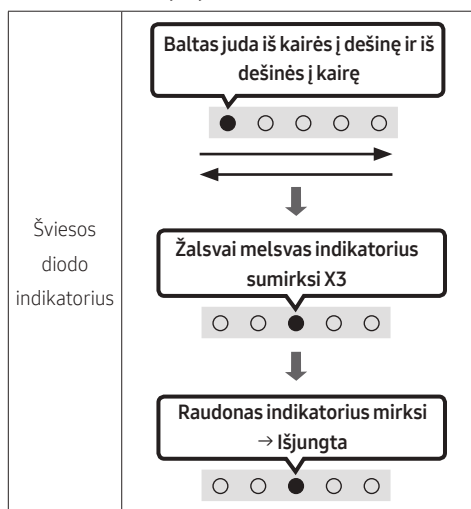 Baltas juda iš kairės į dešinę ir iš
dešinės į kairę
Šviesos
diodo
indikatorius
Žalsvai melsvas indikatorius
sumirksi X3
Raudonas indikatorius mirksi
→ Išjungta